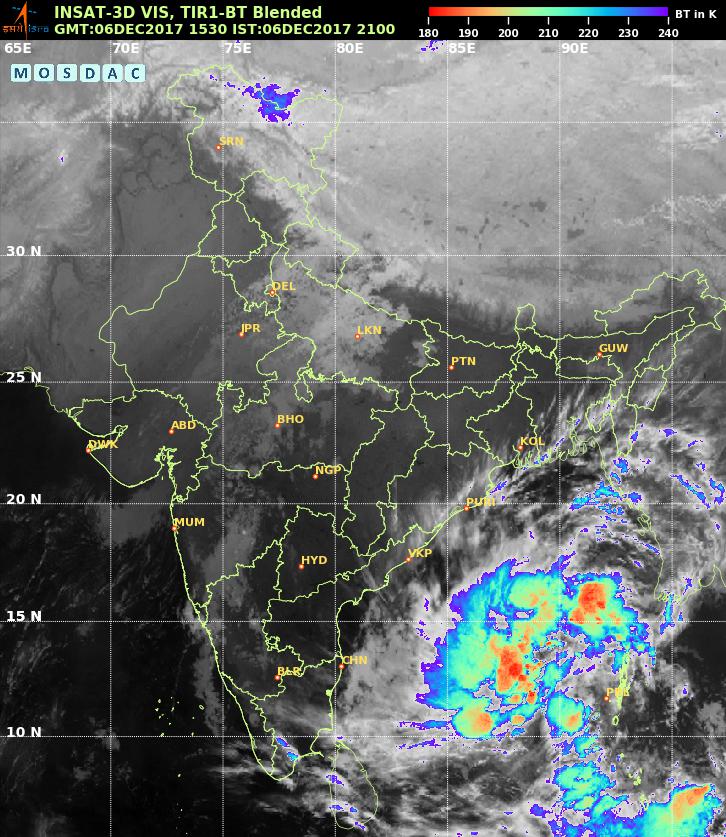 INSAT-3D VIS, TIR1-BT Blended
GMT:06DEC2017 1530 IST:06DEC2017 2100
BT in K
180 190 200 210 220 230 240
65E 70E 75E 80E 85E 90E
MOSDAC
SRN
30 N
DEL
JPR LKN
GUW
PTN
25 N
BHO
ABD
KOL
DWK
NGP
20 N
PURI
MUM
VKP
HYD
15 N
CHN
BLR
10 N